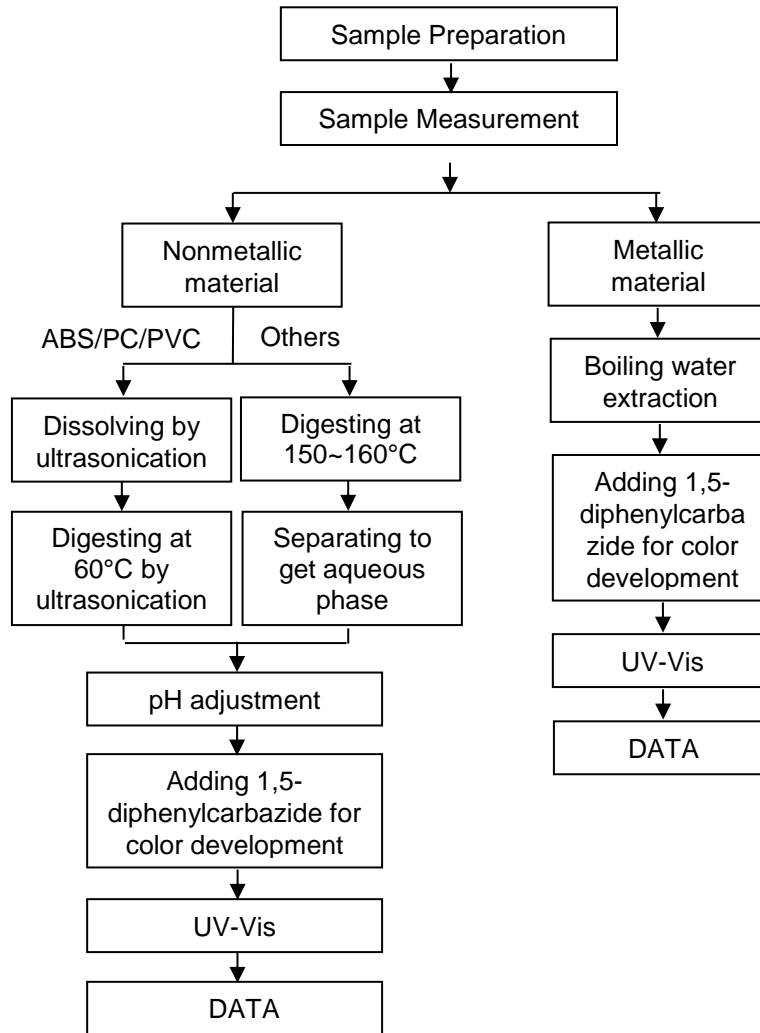 Sample Preparation
Sample Measurement
Nonmetallic
material
ABS/PC/PVC
Others
Dissolving by
ultrasonication
Digesting at
150~160°C
Digesting at
60°C by
ultrasonication
Separating to
get aqueous
phase
pH adjustment
Adding 1,5-
diphenylcarbazide for
color development
UV-Vis
DATA
Metallic
material
Boiling water
extraction
Adding 1,5-
diphenylcarba
zide for color
development
UV-Vis
DATA